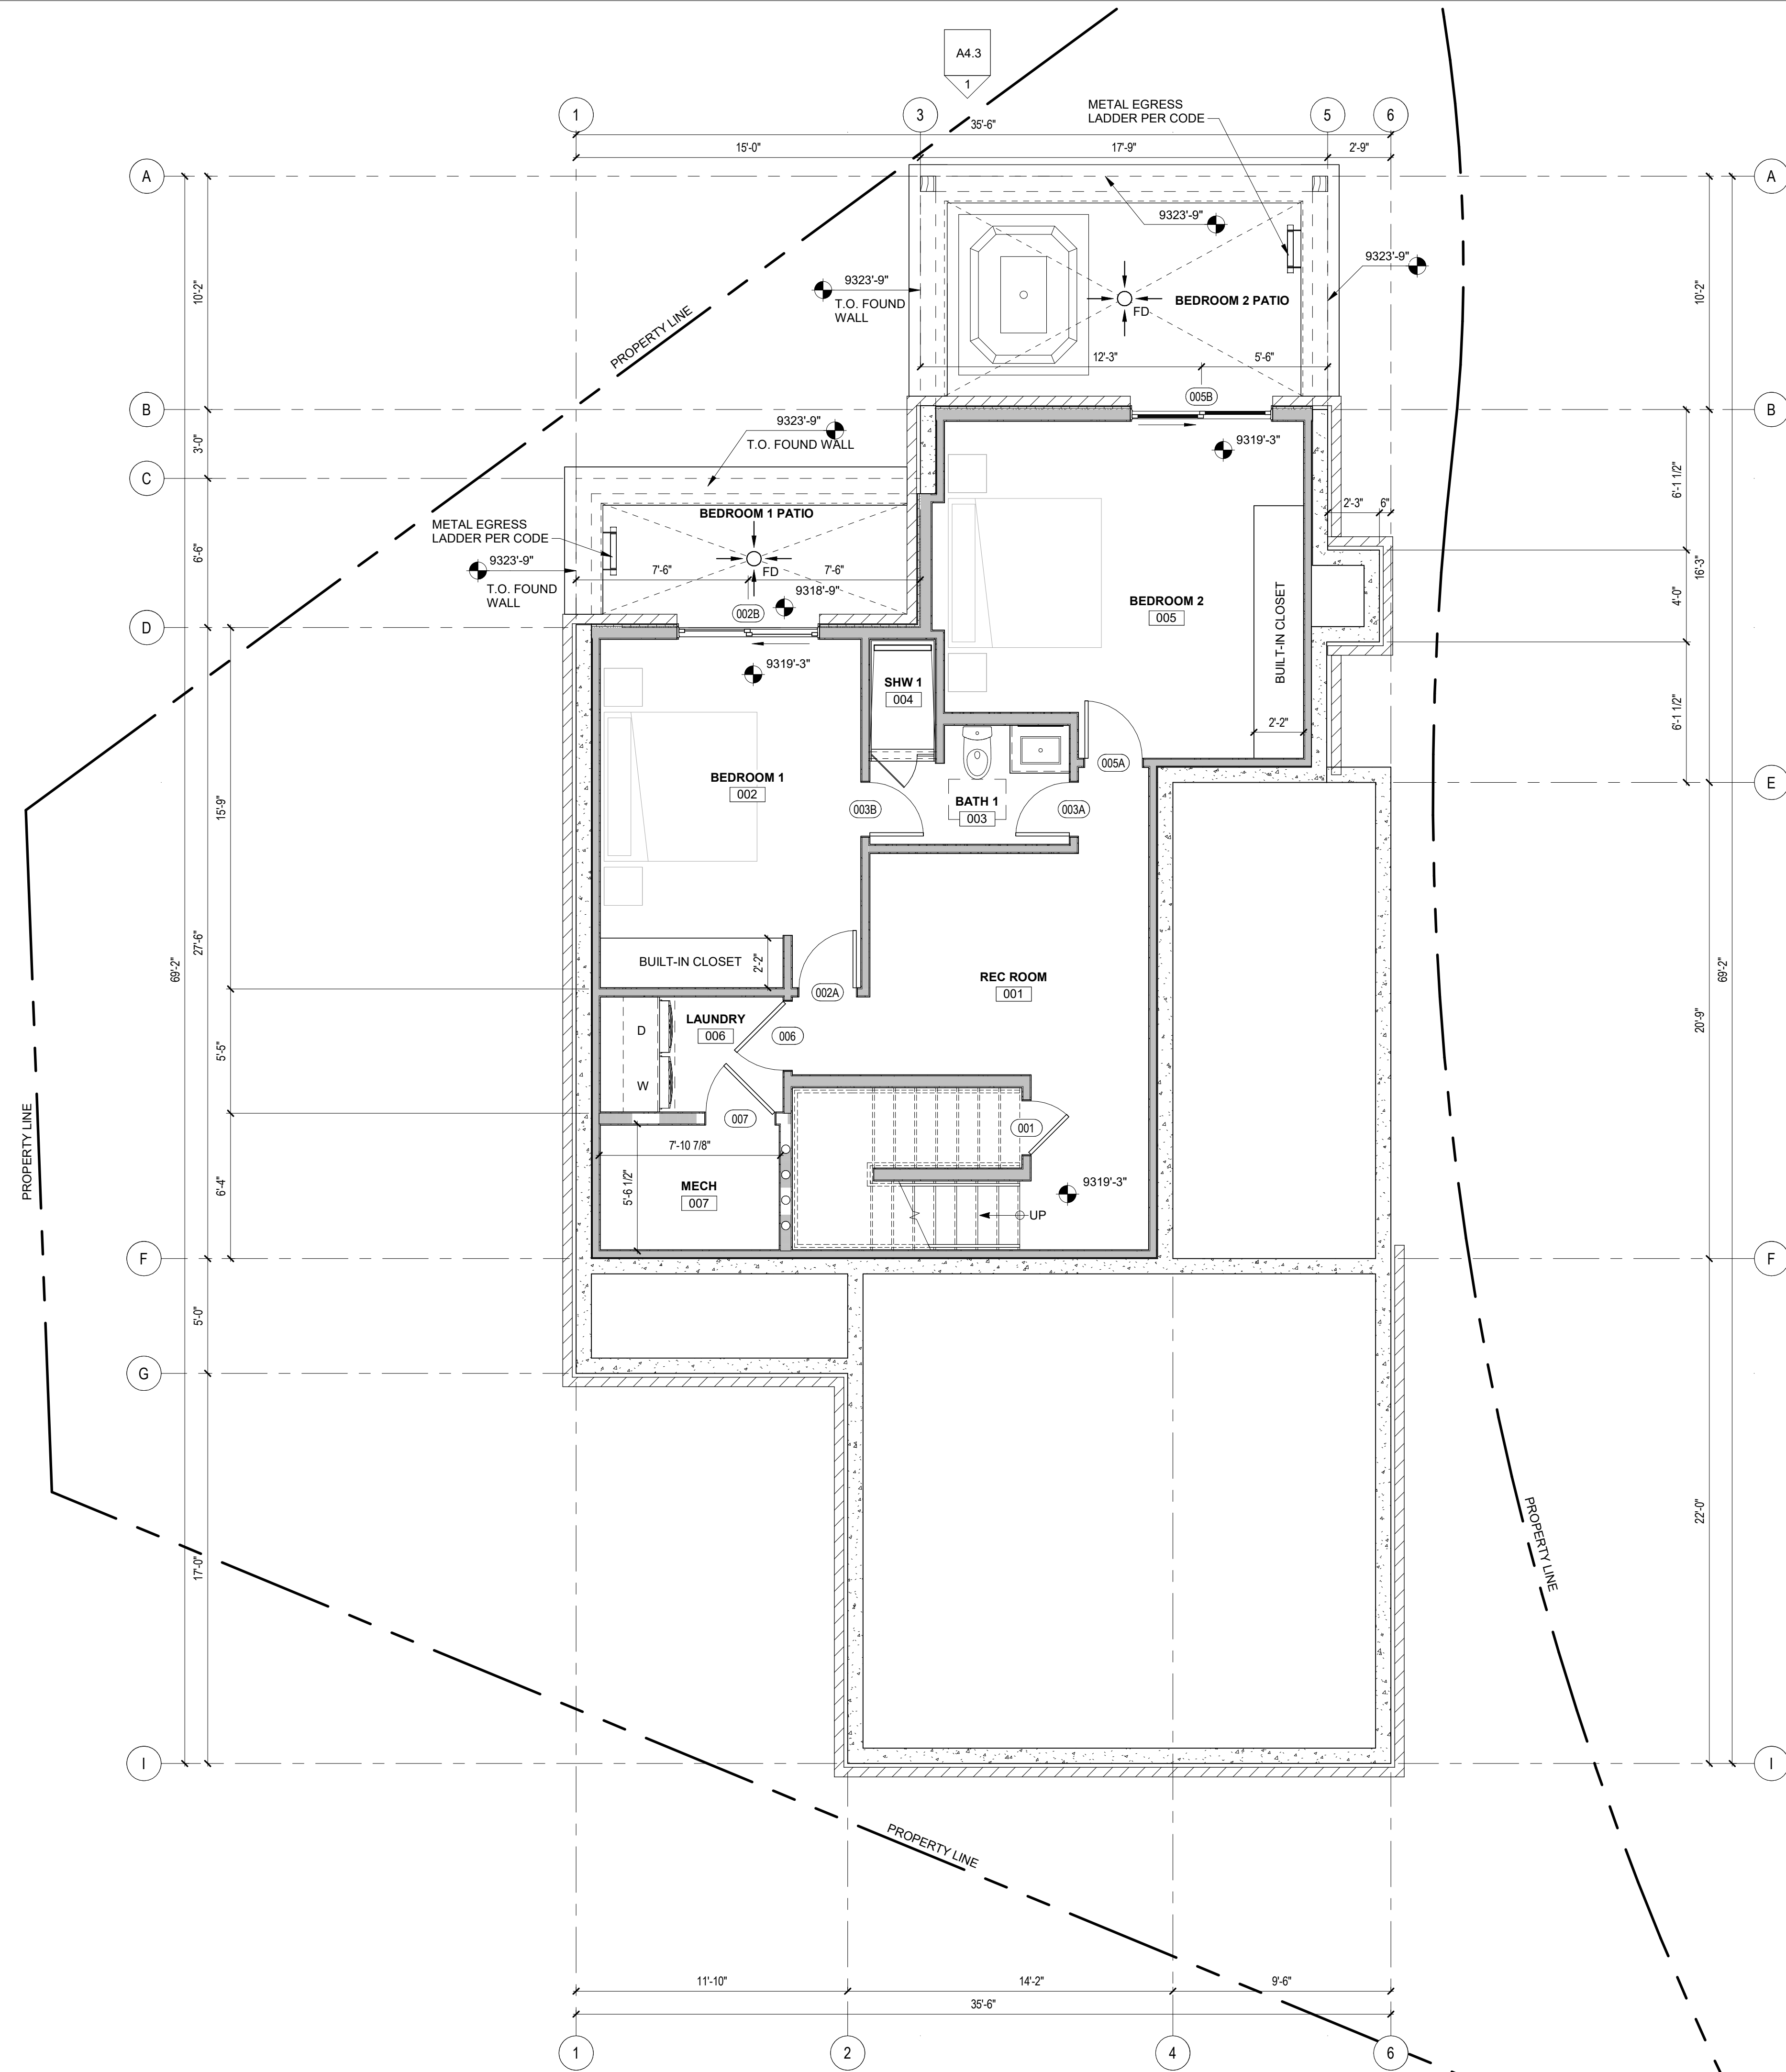 A4.3
1
METAL EGRESS
LADDER PER CODE
1
3
5
6
35'-6"
15'-0"
17'-9"
2'-9"
A
A
9323'-9"
9323'-9"
9323'-9"
T.O. FOUND
WALL
BEDROOM 2 PATIO
FD
10'-2"
10'-2"
PROPERTY LINE
12'-3"
5'-6"
005B
B
B
9323'-9"
T.O. FOUND WALL
9319'-3"
3'-0"
C
6'-1 1/2"
2'-3"
6"
BEDROOM 1 PATIO
METAL EGRESS
LADDER PER CODE
9323'-9"
T.O. FOUND
WALL
6'-6"
7'-6"
FD
7'-6"
9318'-9"
002B
16'-3"
4'-0"
BEDROOM 2
005
BUILT-IN CLOSET
D
9319'-3"
SHW 1
004
6'-1 1/2"
2'-2"
005A
BEDROOM 1
002
E
003B
BATH 1
003
003A
15'-9"
27'-6"
69'-2"
BUILT-IN CLOSET
2'-2"
REC ROOM
001
002A
69'-2"
20'-9"
LAUNDRY
006
D
006
5'-5"
W
PROPERTY LINE
007
001
7'-10 7/8"
5'-6 1/2"
MECH
007
6'-4"
9319'-3"
UP
F
F
5'-0"
G
22'-0"
PROPERTY LINE
17'-0"
I
I
PROPERTY LINE
11'-10"
14'-2"
9'-6"
35'-6"
1
2
4
6